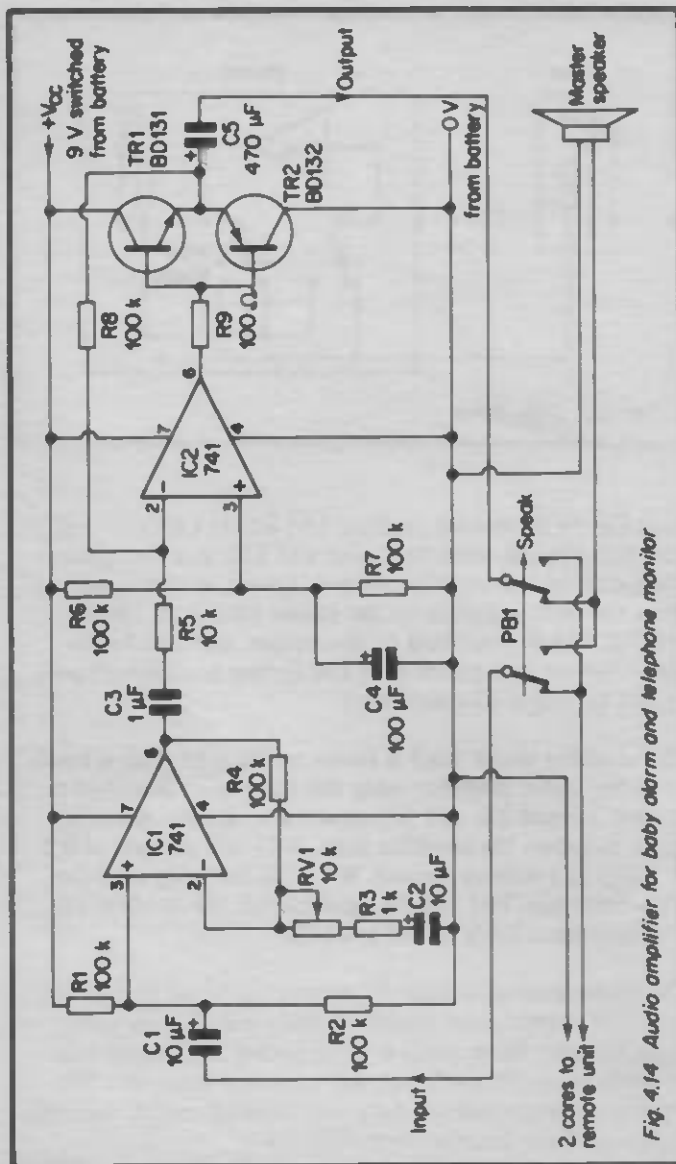 +Vcc
9 V switched
from battery
TR1
BD131
C5
+
470 µF
Output
R8
100 k
TR2
BD132
R9
100 Ω
0 V
from battery
Master
speaker
6
7
4
IC2
741
-
+
2
3
R6
100 k
R5
10 k
R7
100 k
C4
+
100 µF
Speak
PB1
C3
1 µF
6
7
4
IC1
741
+
-
3
2
R4
100 k
RV1
10 k
R3
1 k
C2
+
10 µF
R1
100 k
C1
10 µF
+
R2
100 k
Input
2 cores to
remote unit
Fig. 4.14 Audio amplifier for baby alarm and telephone monitor